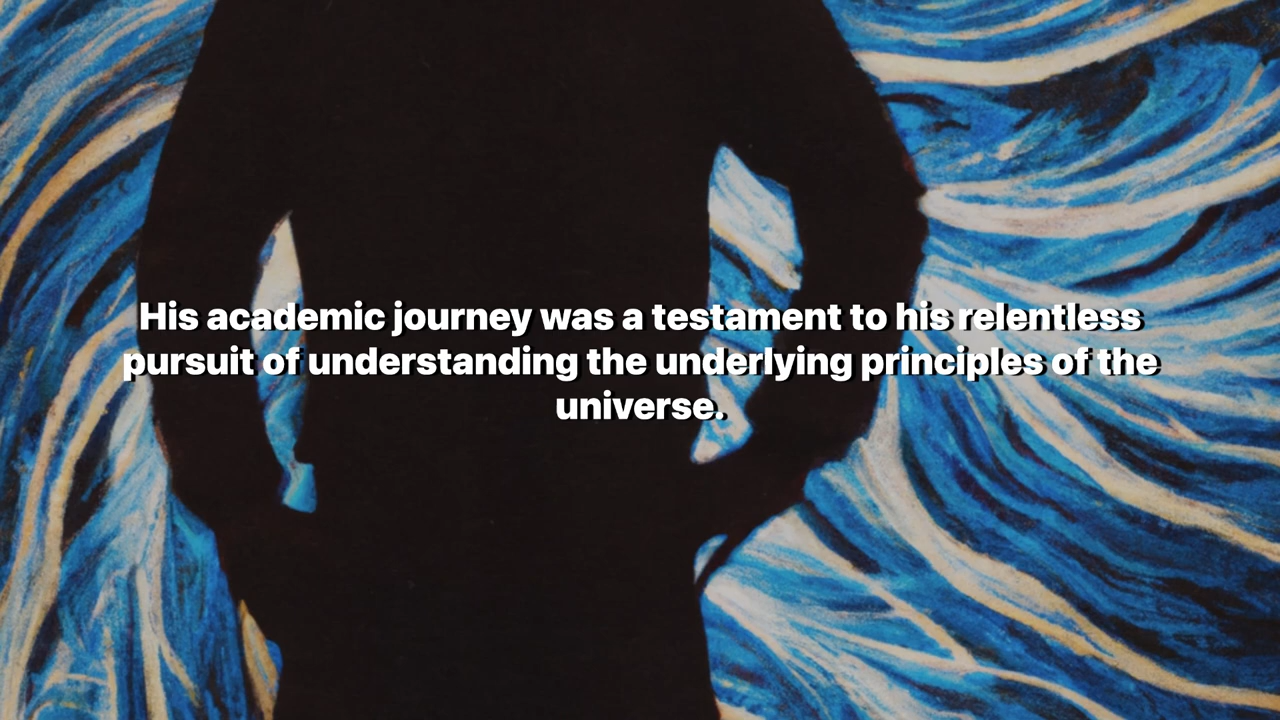 His academic journey was a testament to his relentless
pursuit of understanding the underlying principles of the
universe.